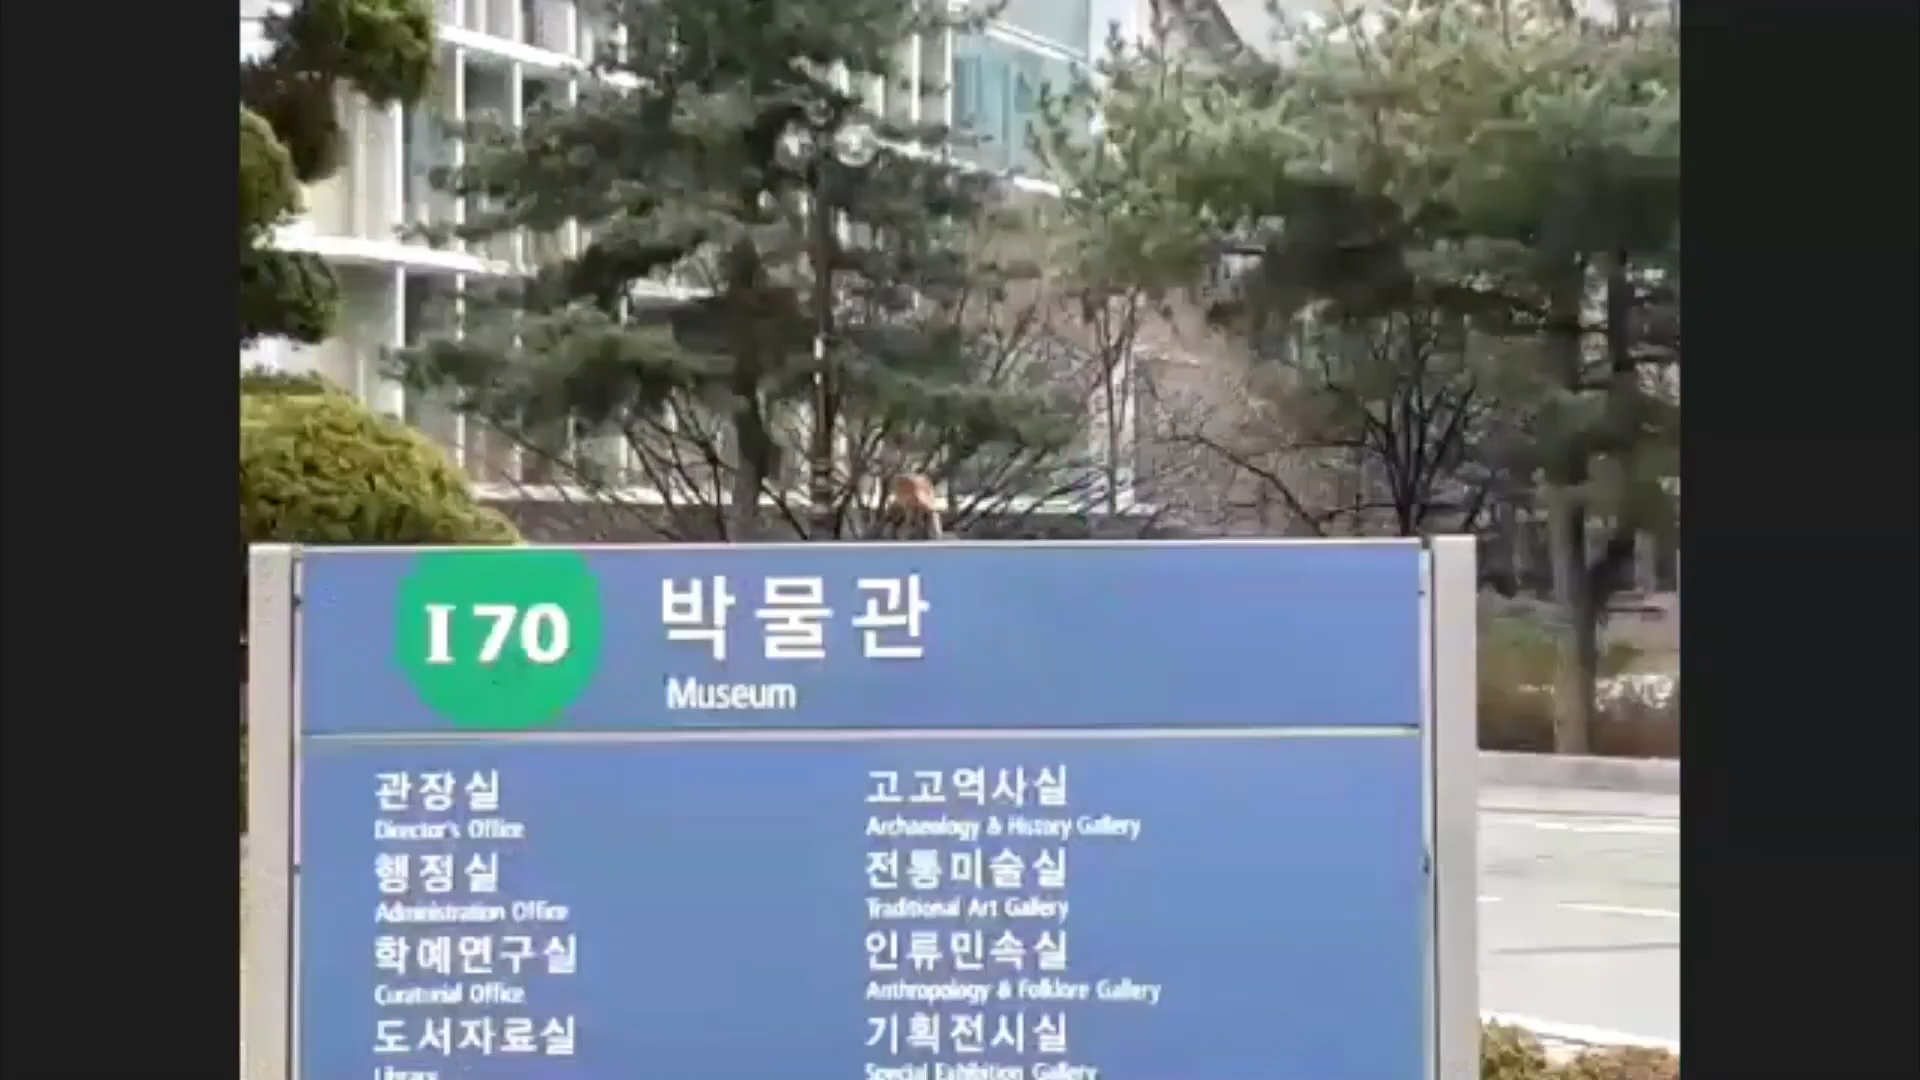 I 70
박물관
Museum
관장실
Director's Office
행정실
Administration Office
학예연구실
Curatorial Office
도서자료실
Library
고고역사실
Archaeology & History Gallery
전통미술실
Traditional Art Gallery
인류민속실
Anthropology & Folklore Gallery
기획전시실
Special Exhibition Gallery